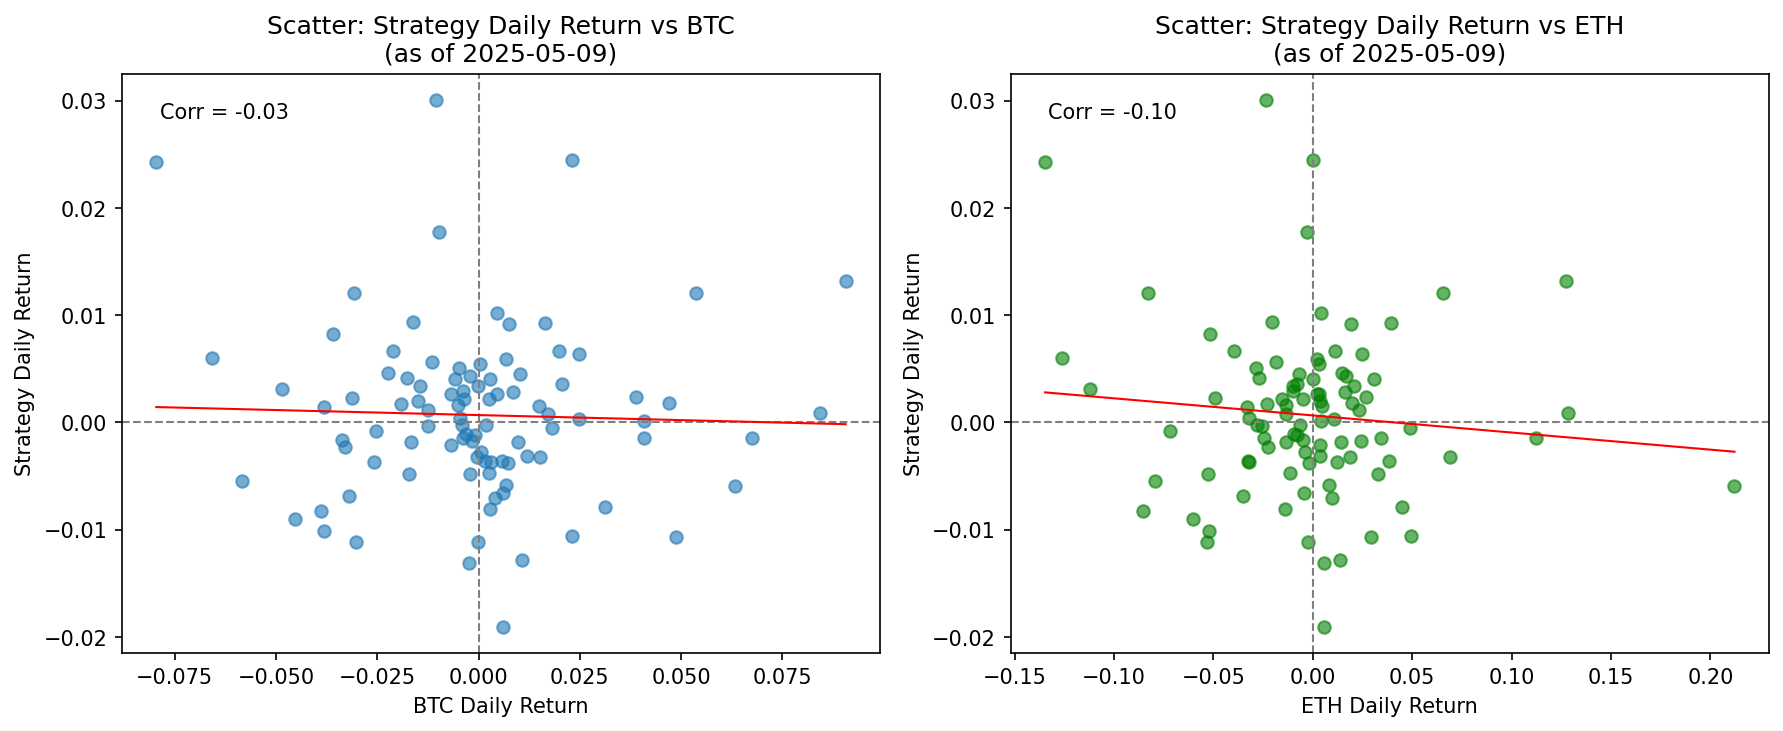 Scatter: Strategy Daily Return vs BTC
(as of 2025-05-09)
Corr = -0.03
0.03
0.02
0.01
0.00
−0.01
−0.02
Strategy Daily Return
−0.075 −0.050 −0.025 0.000 0.025 0.050 0.075
BTC Daily Return
Scatter: Strategy Daily Return vs ETH
(as of 2025-05-09)
Corr = -0.10
0.03
0.02
0.01
0.00
−0.01
−0.02
Strategy Daily Return
−0.15 −0.10 −0.05 0.00 0.05 0.10 0.15 0.20
ETH Daily Return